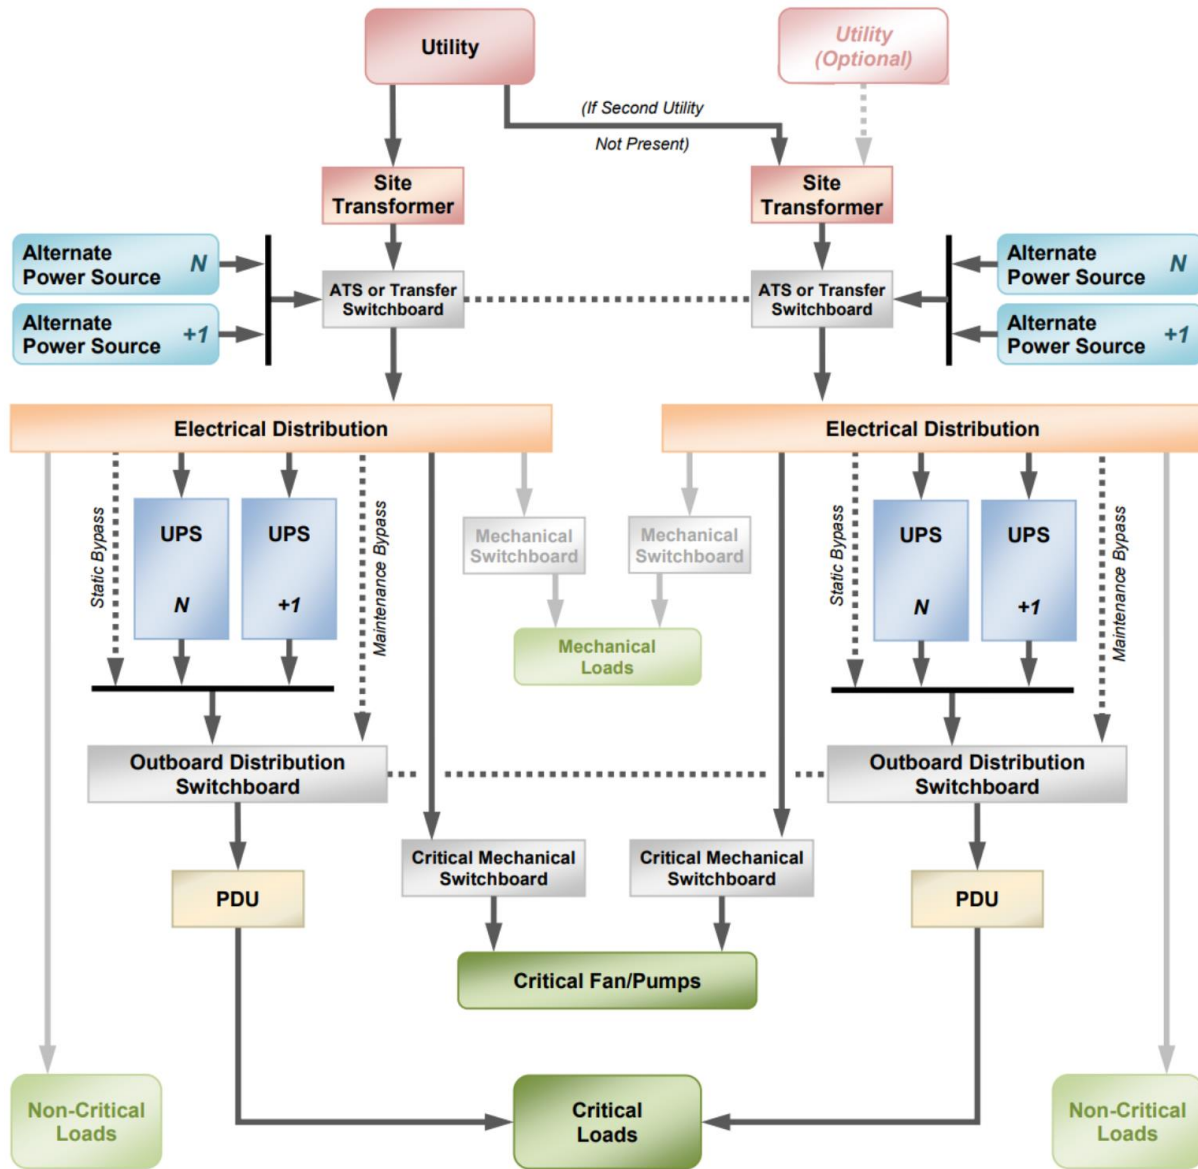 Utility
Utility
(Optional)
(If Second Utility
Not Present)
Site
Transformer
Site
Transformer
Alternate
Power Source
N
Alternate
Power Source
+1
ATS or Transfer
Switchboard
ATS or Transfer
Switchboard
Alternate
Power Source
N
Alternate
Power Source
+1
Electrical Distribution
Electrical Distribution
Static Bypass
UPS
N
UPS
+1
Maintenance Bypass
Mechanical
Switchboard
Mechanical
Switchboard
Mechanical
Loads
Static Bypass
UPS
N
UPS
+1
Maintenance Bypass
Outboard Distribution
Switchboard
Outboard Distribution
Switchboard
Critical Mechanical
Switchboard
Critical Mechanical
Switchboard
PDU
PDU
Critical Fan/Pumps
Non-Critical
Loads
Critical
Loads
Non-Critical
Loads